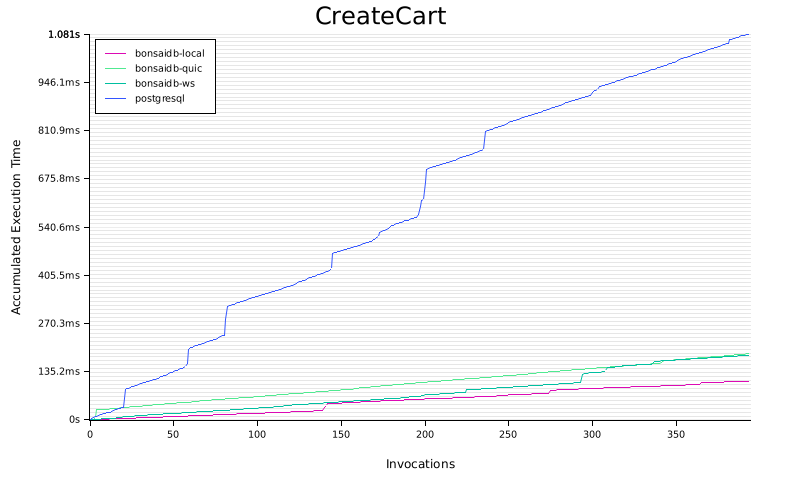 CreateCart
1.081s
946.1ms
810.9ms
675.8ms
540.6ms
405.5ms
270.3ms
135.2ms
0s
Accumulated Execution Time
bonsaidb-local
bonsaidb-quic
bonsaidb-ws
postgresql
0 50 100 150 200 250 300 350
Invocations